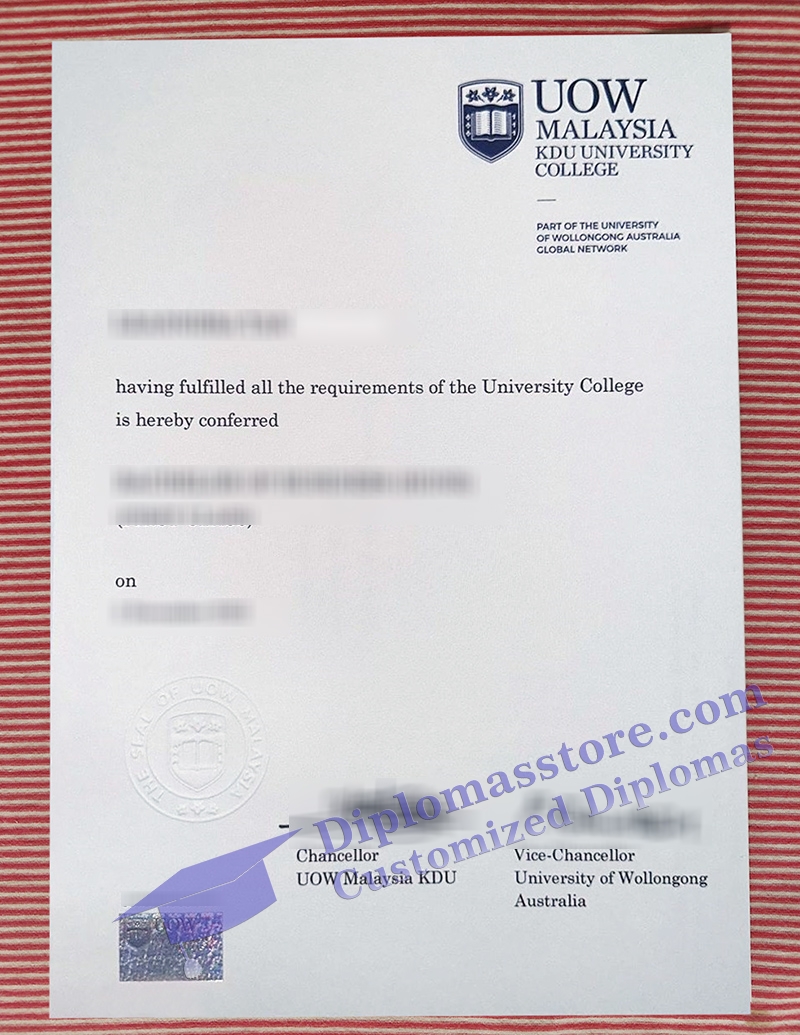 UOW
MALAYSIA
KDU UNIVERSITY
COLLEGE
PART OF THE UNIVERSITY
OF WOLLONGONG AUSTRALIA
GLOBAL NETWORK
having fulfilled all the requirements of the University College
is hereby conferred
on
THE SEAL OF UOW MALAYSIA
Diplomasstore.com
Customized Diplomas
Chancellor
UOW Malaysia KDU
Vice-Chancellor
University of Wollongong
Australia
UOW